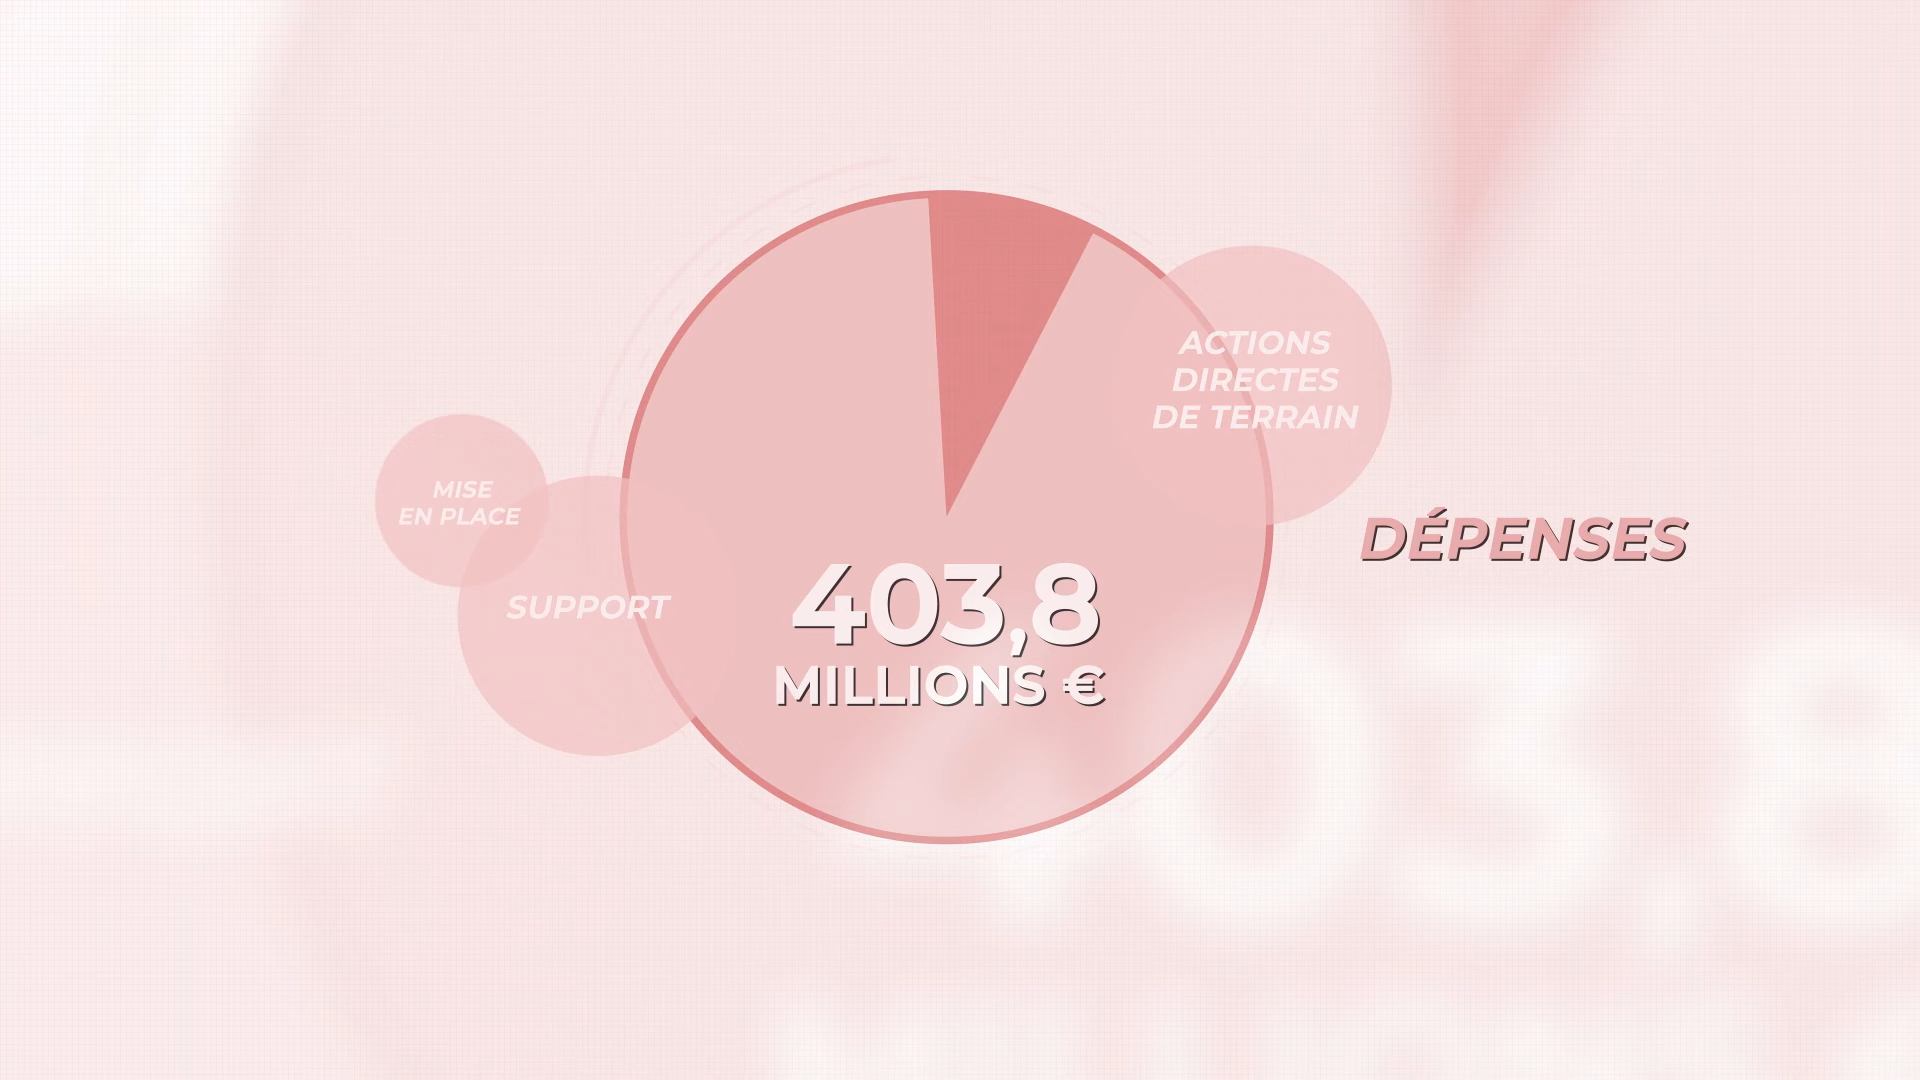 ACTIONS
DIRECTES
DE TERRAIN
MISE
EN PLACE
SUPPORT
DÉPENSES
403,8
MILLIONS €